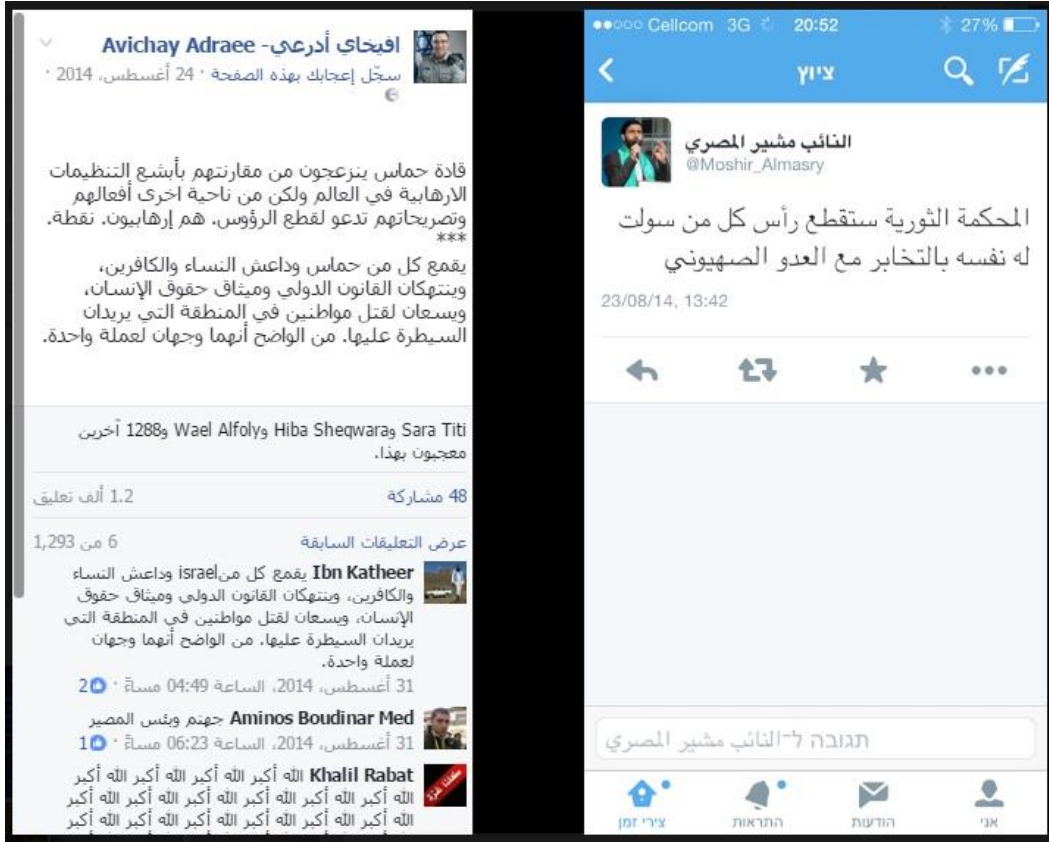 افيخاي أدرعي- Avichay Adraee
سجّل إعجابك بهذه الصفحة · 24 أغسطس، 2014 ·
قادة حماس ينزعجون من مقارنتهم بأبشع التنظيمات
الارهابية في العالم ولكن من ناحية اخرى أفعالهم
وتصريحاتهم تدعو لقطع الرؤوس. هم إرهابيون. نقطة.
***
يقمع كل من حماس وداعش النساء والكافرين،
وينتهكان القانون الدولي وميثاق حقوق الإنسان،
ويسعان لقتل مواطنين في المنطقة التي يريدان
السيطرة عليها. من الواضح أنهما وجهان لعملة واحدة.
Sara Titi وHiba Sheqwara وWael Alfoly و1288 آخرين
معجبون بهذا.
48 مشاركة
1.2 ألف تعليق
عرض التعليقات السابقة
6 من 1,293
Ibn Katheer يقمع كل منisrael وداعش النساء
والكافرين، وينتهكان القانون الدولي وميثاق حقوق
الإنسان، ويسعان لقتل مواطنين في المنطقة التي
يريدان السيطرة عليها. من الواضح أنهما وجهان
لعملة واحدة.
31 أغسطس، 2014، الساعة 04:49 مساءً · 2
Aminos Boudinar Med جهنم وبئس المصير
31 أغسطس، 2014، الساعة 06:23 مساءً · 1
Khalil Rabat الله أكبر الله أكبر الله أكبر الله أكبر
الله أكبر الله أكبر الله أكبر الله أكبر الله أكبر
الله أكبر الله أكبر الله أكبر الله أكبر الله أكبر
Cellcom 3G 20:52 27%
ציוץ
النائب مشير المصري
@Moshir_Almasry
المحكمة الثورية ستقطع رأس كل من سولت
له نفسه بالتخابر مع العدو الصهيوني
23/08/14, 13:42
תגובה ל-النائب مشير المصري
אני
הודעות
התראות
צירי זמן